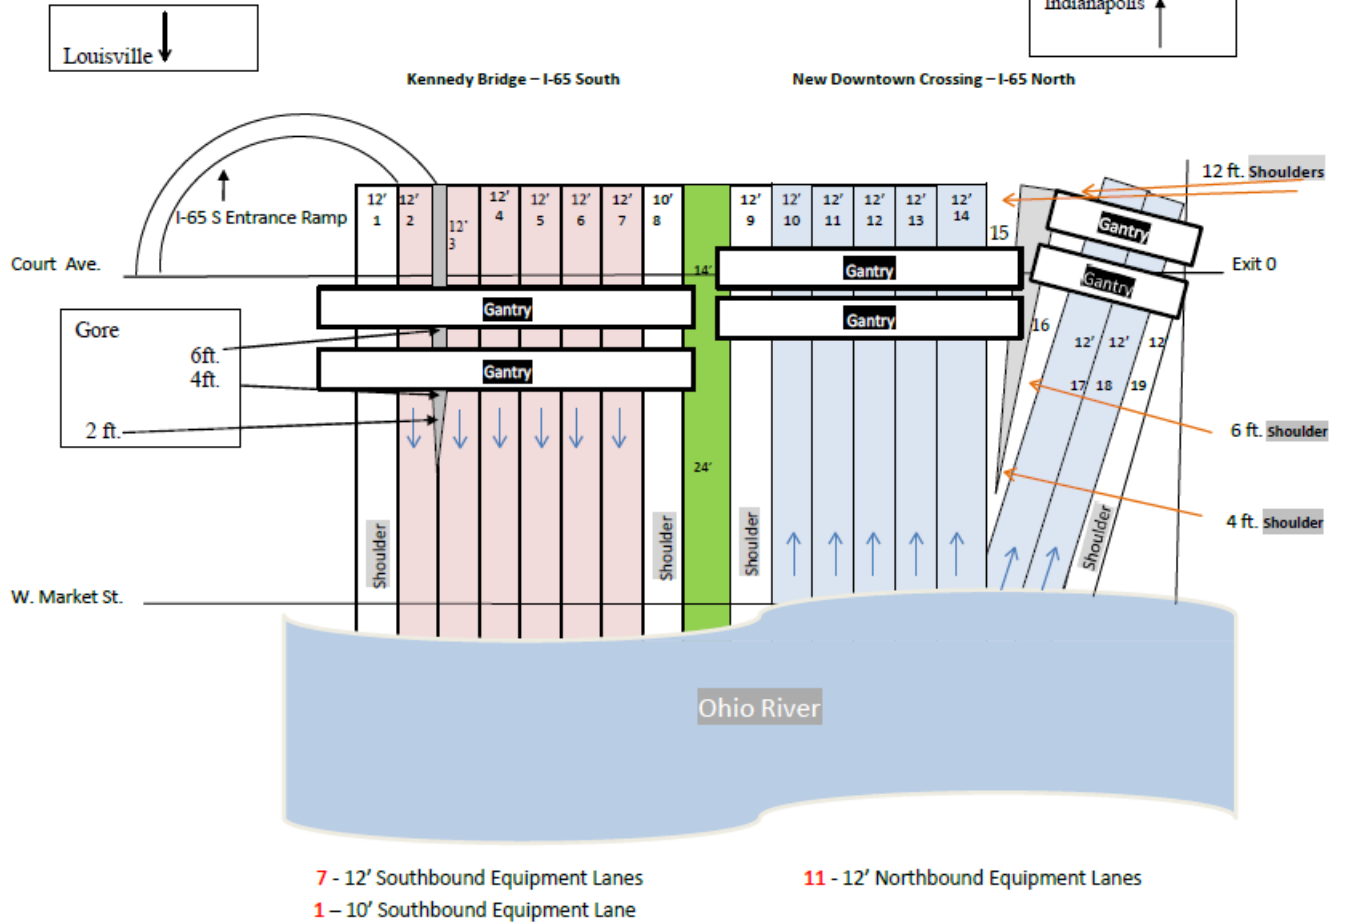 Louisville
Indianapolis
Kennedy Bridge – I-65 South
New Downtown Crossing – I-65 North
12 ft. Shoulders
I-65 S Entrance Ramp
12’ 12’ 12’ 12’ 12’ 12’ 12’ 10’ 12’ 12’ 12’ 12’ 12’ 12’
1 2 3 4 5 6 7 8 9 10 11 12 13 14
15
Gantry
Court Ave.
14’
Gantry
Exit 0
Gantry
Gantry
Gantry
Gore
16
6ft.
12’ 12’ 12
4ft.
Gantry
17 18 19
2 ft.
6 ft. Shoulder
24’
4 ft. Shoulder
Shoulder
Shoulder
Shoulder
Shoulder
W. Market St.
Ohio River
7 - 12’ Southbound Equipment Lanes
11 - 12’ Northbound Equipment Lanes
1 – 10’ Southbound Equipment Lane